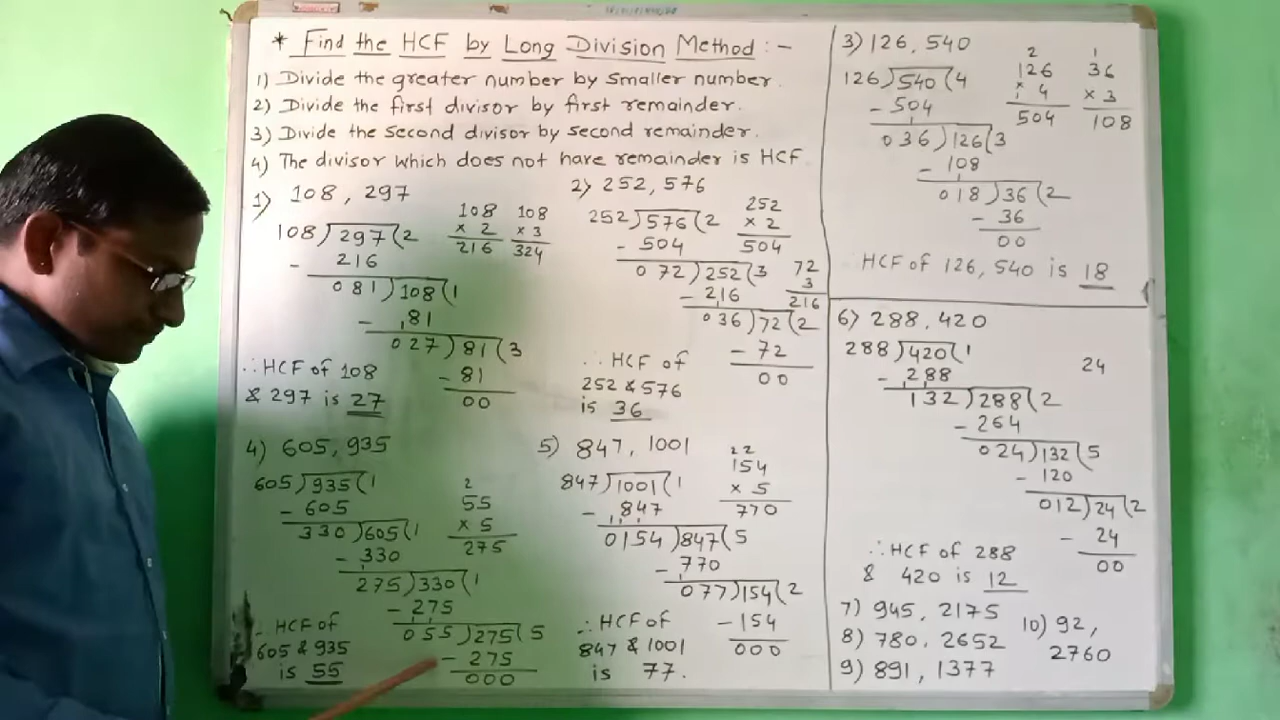 * Find the HCF by Long Division Method :-
1) Divide the greater number by smaller number.
2) Divide the first divisor by first remainder.
3) Divide the second divisor by second remainder.
4) The divisor which does not have remainder is HCF
1) 108, 297
108)297(2
- 216
081)108(1
- 81
027)81(3
- 81
00
108
× 2
216
108
× 3
324
∴ HCF of 108
& 297 is 27
2) 252, 576
252)576(2
- 504
072)252(3
- 216
036)72(2
- 72
00
252
× 2
504
72
3
216
∴ HCF of
252 & 576
is 36
3) 126, 540
126)540(4
- 504
036)126(3
- 108
018)36(2
- 36
00
2
126
× 4
504
1
36
× 3
108
HCF of 126, 540 is 18
4) 605, 935
605)935(1
- 605
330)605(1
- 330
275)330(1
- 275
055)275(5
- 275
000
2
55
× 5
275
∴ HCF of
605 & 935
is 55
5) 847, 1001
847)1001(1
- 847
0154)847(5
- 770
077)154(2
- 154
000
22
154
× 5
770
∴ HCF of
847 & 1001
is 77.
6) 288, 420
288)420(1
- 288
132)288(2
- 264
024)132(5
- 120
012)24(2
- 24
00
24
∴ HCF of 288
& 420 is 12
7) 945, 2175
8) 780, 2652
9) 891, 1377
10) 92,
2760